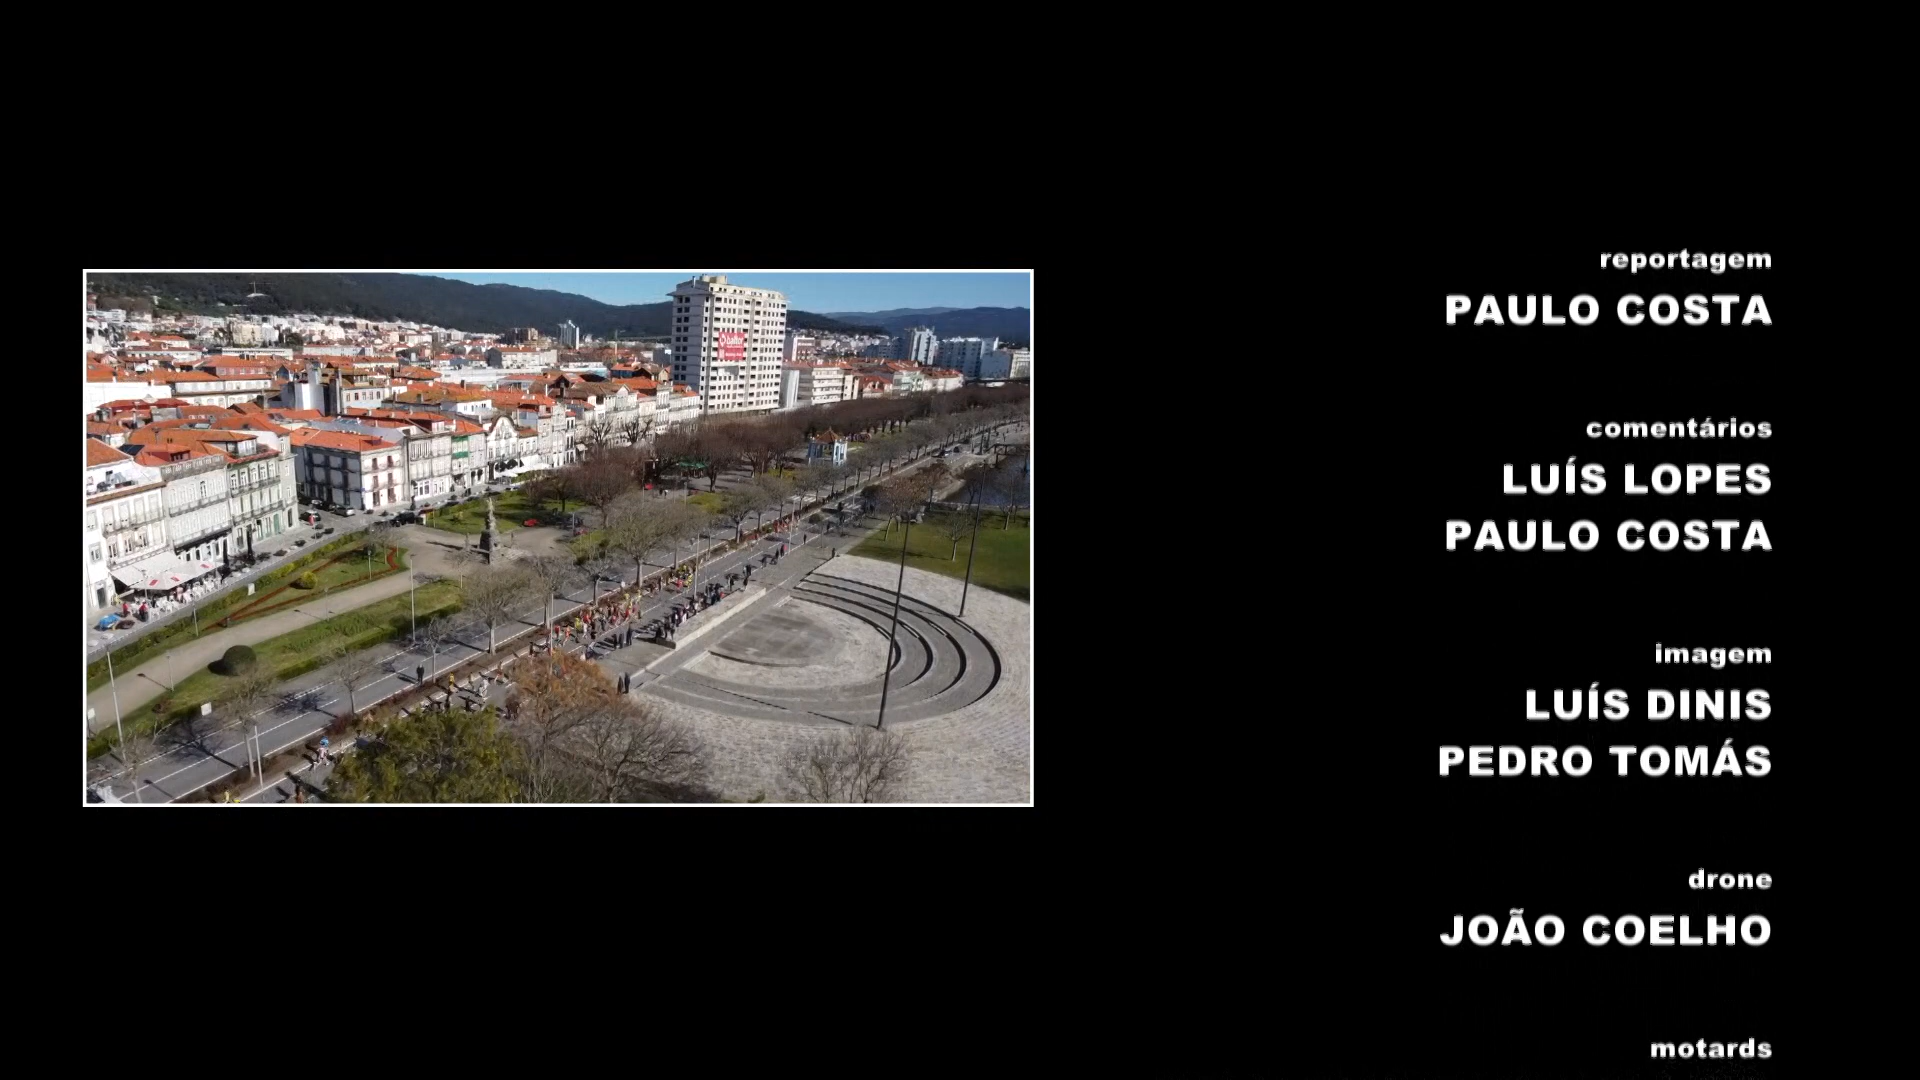 reportagem
PAULO COSTA
comentários
LUÍS LOPES
PAULO COSTA
imagem
LUÍS DINIS
PEDRO TOMÁS
drone
JOÃO COELHO
motards